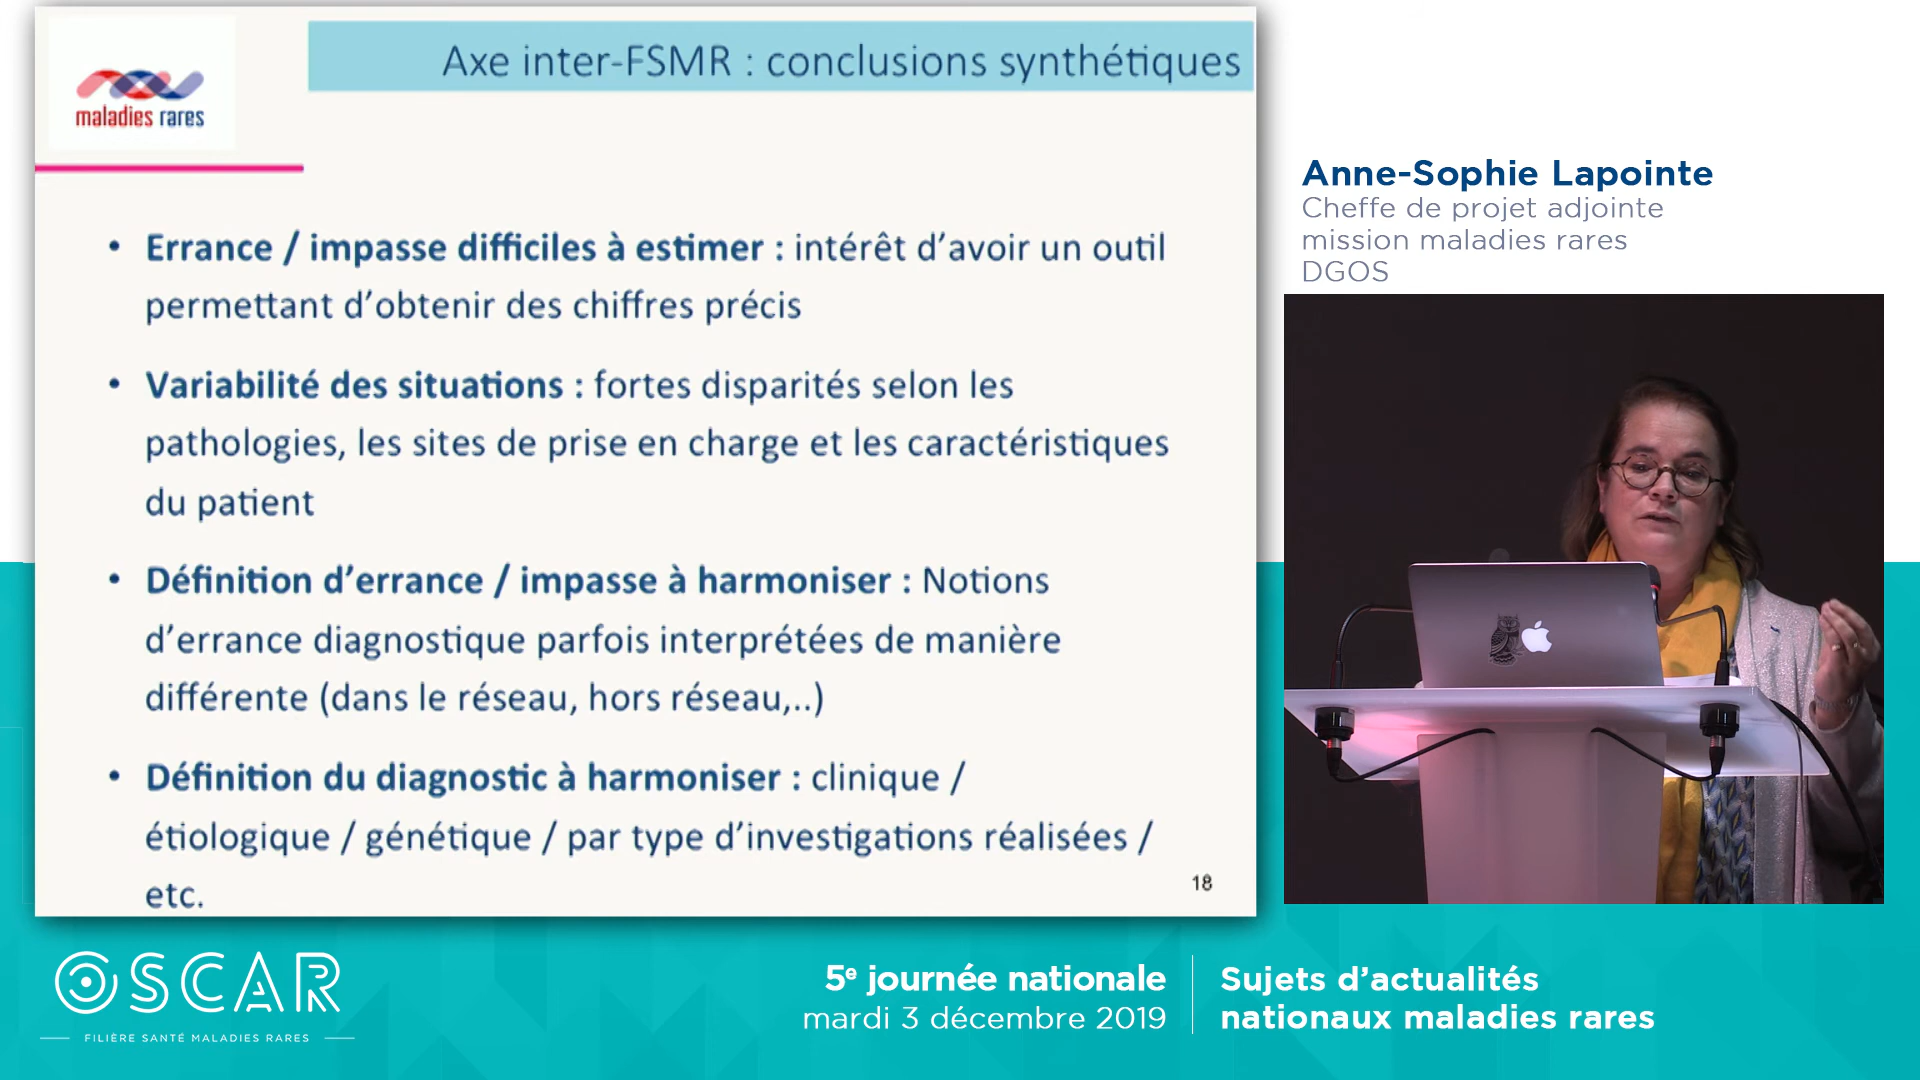 maladies rares
Axe inter-FSMR : conclusions synthétiques
• Errance / impasse difficiles à estimer : intérêt d’avoir un outil
permettant d’obtenir des chiffres précis
• Variabilité des situations : fortes disparités selon les
pathologies, les sites de prise en charge et les caractéristiques
du patient
• Définition d’errance / impasse à harmoniser : Notions
d’errance diagnostique parfois interprétées de manière
différente (dans le réseau, hors réseau,..)
• Définition du diagnostic à harmoniser : clinique /
étiologique / génétique / par type d’investigations réalisées /
etc.
18
Anne-Sophie Lapointe
Cheffe de projet adjointe
mission maladies rares
DGOS
OSCAR
FILIÈRE SANTÉ MALADIES RARES
5e journée nationale
mardi 3 décembre 2019
Sujets d’actualités
nationaux maladies rares